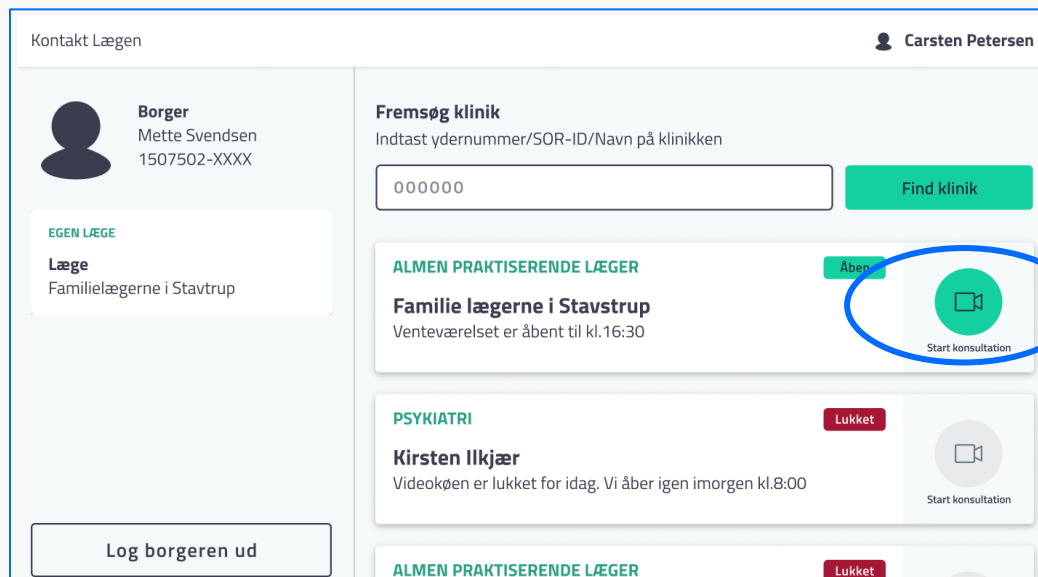 Kontakt Lægen
Carsten Petersen
Borger
Mette Svendsen
1507502-XXXX
EGEN LÆGE
Læge
Familielægerne i Stavtrup
Log borgeren ud
Fremsøg klinik
Indtast ydernummer/SOR-ID/Navn på klinikken
000000
Find klinik
ALMEN PRAKTISERENDE LÆGER
Åben
Familie lægerne i Stavstrup
Venteværelset er åbent til kl.16:30
Start konsultation
PSYKIATRI
Lukket
Kirsten Ilkjær
Videokøen er lukket for idag. Vi åber igen imorgen kl.8:00
Start konsultation
ALMEN PRAKTISERENDE LÆGER
Lukket